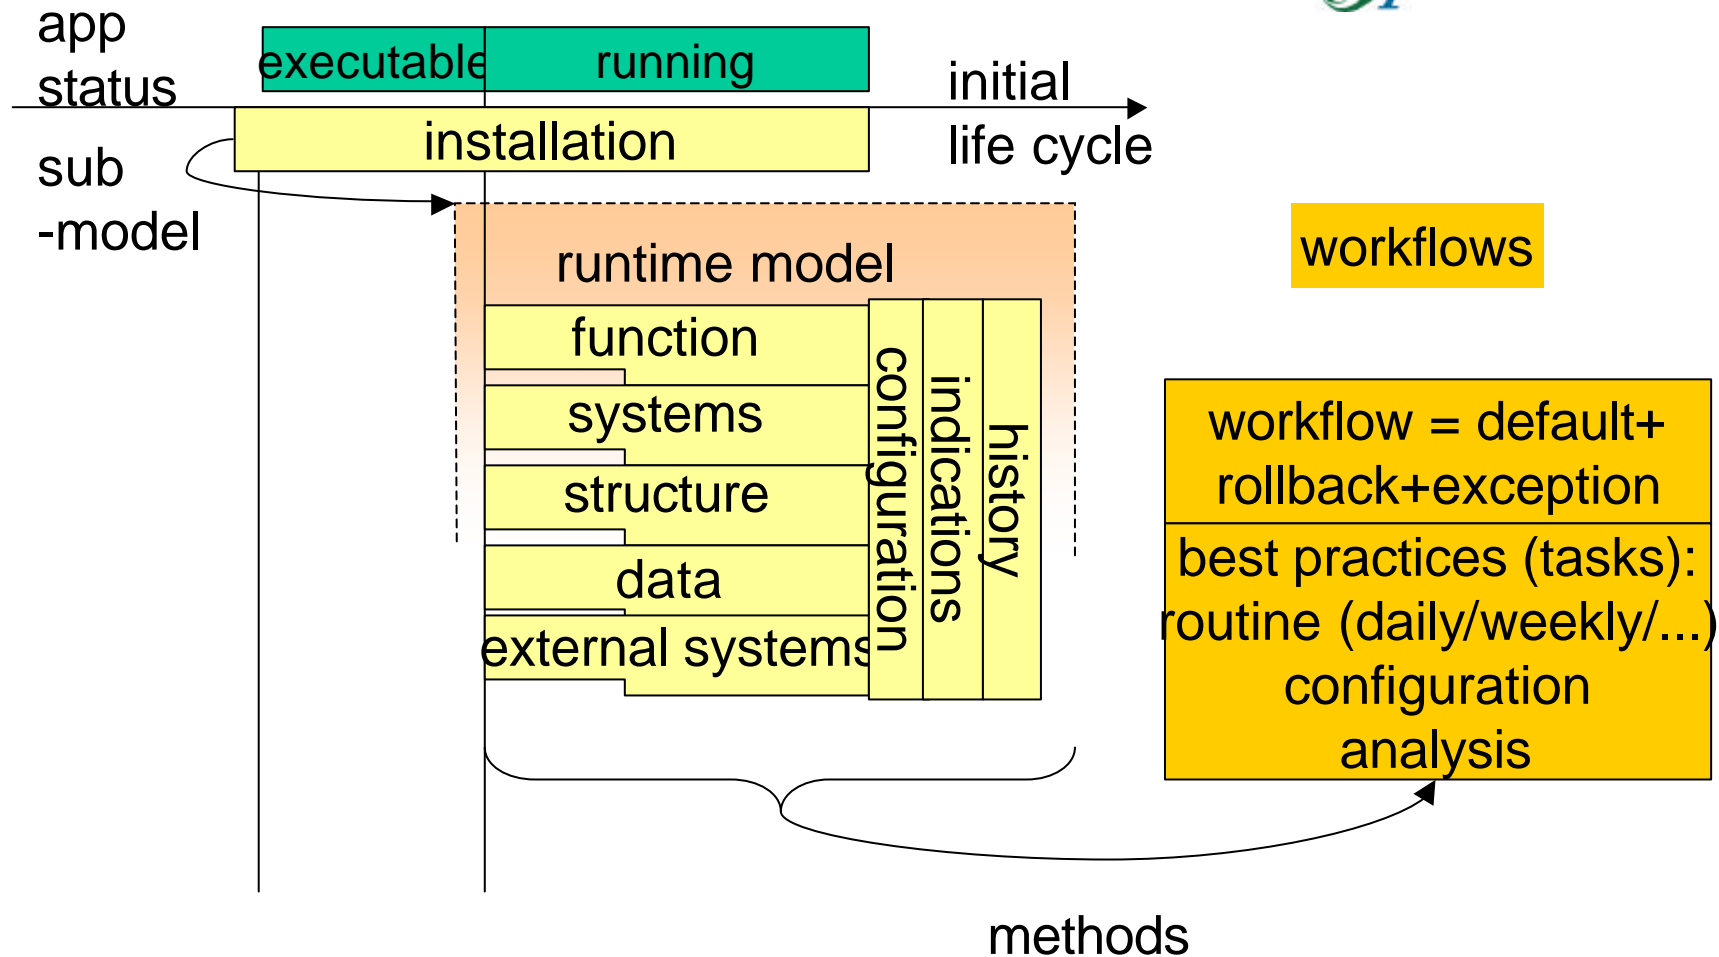 app
status
executable
running
initial
life cycle
installation
sub
-model
runtime model
function
systems
structure
data
external systems
configuration
indications
history
workflows
workflow = default+
rollback+exception
best practices (tasks):
routine (daily/weekly/...)
configuration
analysis
methods